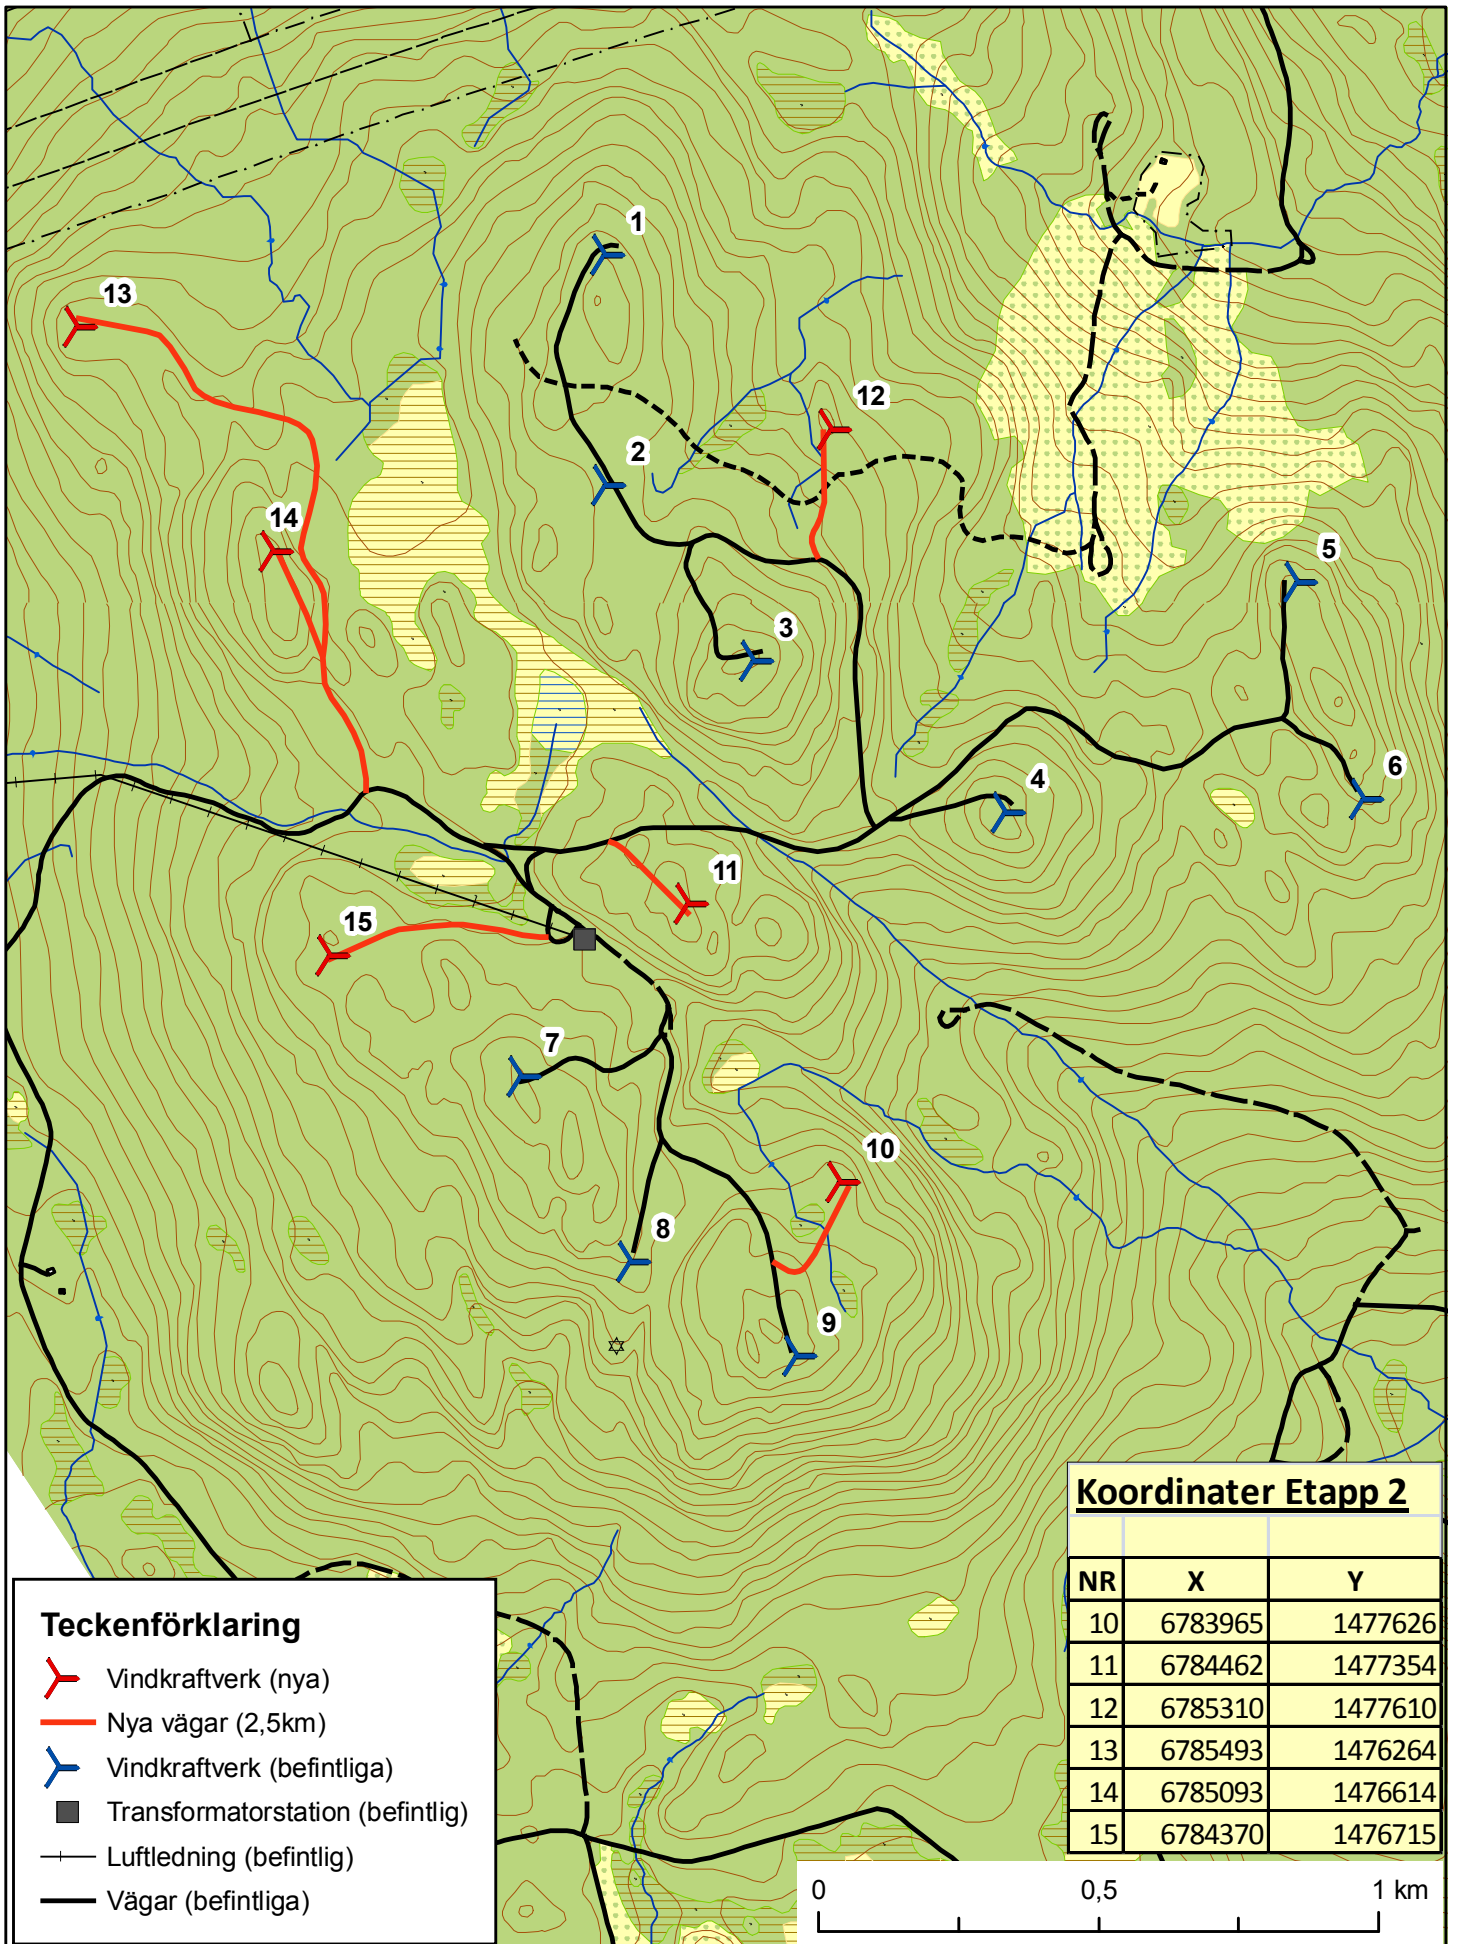 1
13
12
2
14
5
3
6
4
11
15
7
10
8
9
Koordinater Etapp 2
NR X Y
10 6783965 1477626
11 6784462 1477354
12 6785310 1477610
13 6785493 1476264
14 6785093 1476614
15 6784370 1476715
Teckenförklaring
Vindkraftverk (nya)
Nya vägar (2,5km)
Vindkraftverk (befintliga)
Transformatorstation (befintlig)
Luftledning (befintlig)
Vägar (befintliga)
0 0,5 1 km